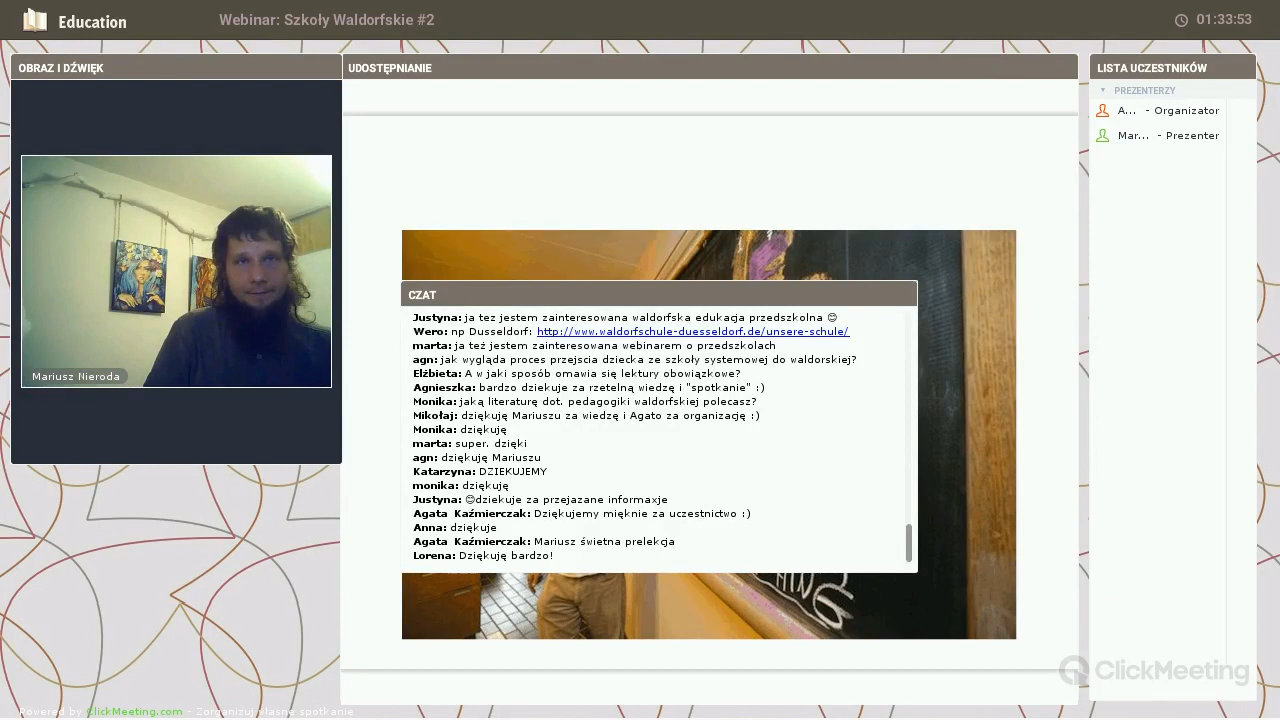 Education
Webinar: Szkoły Waldorfskie #2
01:33:53
OBRAZ I DŹWIĘK
UDOSTĘPNIANIE
LISTA UCZESTNIKÓW
PREZENTERZY
A... - Organizator
Mar... - Prezenter
Mariusz Nieroda
CZAT
Justyna: ja tez jestem zainteresowana waldorfska edukacja przedszkolna 😊
Wero: np Dusseldorf: http://www.waldorfschule-duesseldorf.de/unsere-schule/
marta: ja też jestem zainteresowana webinarem o przedszkolach
agn: jak wygląda proces przejscia dziecka ze szkoły systemowej do waldorskiej?
Elżbieta: A w jaki sposób omawia się lektury obowiązkowe?
Agnieszka: bardzo dziekuje za rzetelną wiedzę i "spotkanie" :)
Monika: jaką literaturę dot. pedagogiki waldorfskiej polecasz?
Mikołaj: dziękuję Mariuszu za wiedzę i Agato za organizację :)
Monika: dziękuję
marta: super. dzięki
agn: dziękuję Mariuszu
Katarzyna: DZIEKUJEMY
monika: dziękuję
Justyna: 😊dziekuje za przejazane informaxje
Agata Kaźmierczak: Dziękujemy mięknie za uczestnictwo :)
Anna: dziękuje
Agata Kaźmierczak: Mariusz świetna prelekcja
Lorena: Dziękuję bardzo!
ClickMeeting
Powered by ClickMeeting.com - Zorganizuj własne spotkanie